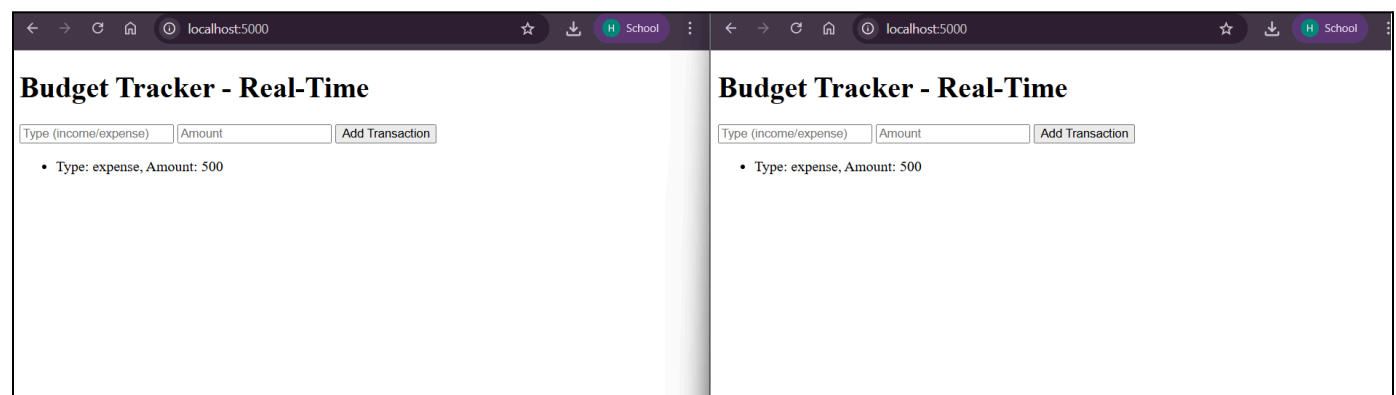 localhost:5000
H School
Budget Tracker - Real-Time
Type (income/expense) Amount Add Transaction
• Type: expense, Amount: 500
localhost:5000
H School
Budget Tracker - Real-Time
Type (income/expense) Amount Add Transaction
• Type: expense, Amount: 500